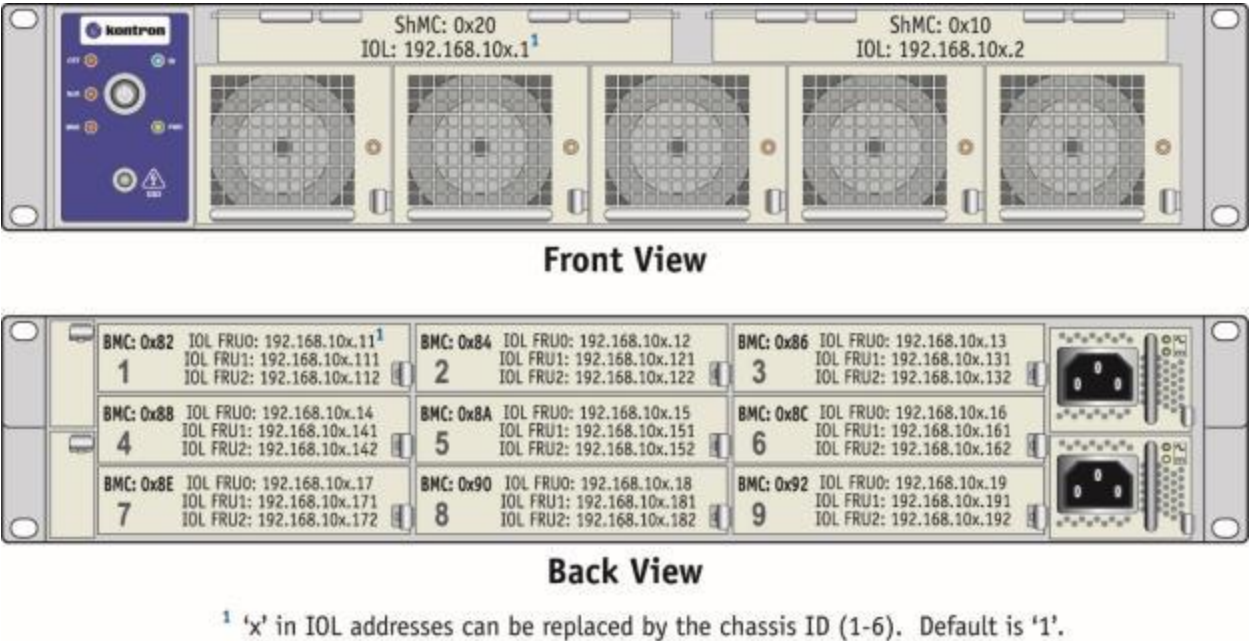 kontron
ShMC: 0x20
IOL: 192.168.10x.1¹
ShMC: 0x10
IOL: 192.168.10x.2
Front View
BMC: 0x82 IOL FRU0: 192.168.10x.11¹
1 IOL FRU1: 192.168.10x.111
IOL FRU2: 192.168.10x.112
BMC: 0x84 IOL FRU0: 192.168.10x.12
2 IOL FRU1: 192.168.10x.121
IOL FRU2: 192.168.10x.122
BMC: 0x86 IOL FRU0: 192.168.10x.13
3 IOL FRU1: 192.168.10x.131
IOL FRU2: 192.168.10x.132
BMC: 0x88 IOL FRU0: 192.168.10x.14
4 IOL FRU1: 192.168.10x.141
IOL FRU2: 192.168.10x.142
BMC: 0x8A IOL FRU0: 192.168.10x.15
5 IOL FRU1: 192.168.10x.151
IOL FRU2: 192.168.10x.152
BMC: 0x8C IOL FRU0: 192.168.10x.16
6 IOL FRU1: 192.168.10x.161
IOL FRU2: 192.168.10x.162
BMC: 0x8E IOL FRU0: 192.168.10x.17
7 IOL FRU1: 192.168.10x.171
IOL FRU2: 192.168.10x.172
BMC: 0x90 IOL FRU0: 192.168.10x.18
8 IOL FRU1: 192.168.10x.181
IOL FRU2: 192.168.10x.182
BMC: 0x92 IOL FRU0: 192.168.10x.19
9 IOL FRU1: 192.168.10x.191
IOL FRU2: 192.168.10x.192
Back View
¹ ‘x’ in IOL addresses can be replaced by the chassis ID (1-6). Default is ‘1’.